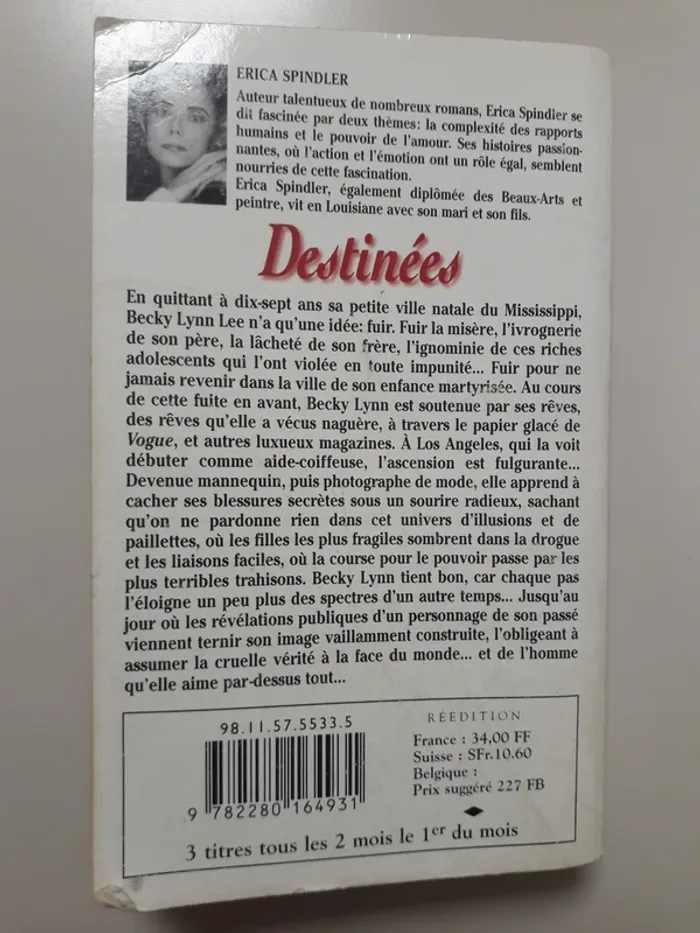 ERICA SPINDLER
Auteur talentueux de nombreux romans, Erica Spindler se
dit fascinée par deux thèmes: la complexité des rapports
humains et le pouvoir de l'amour. Ses histoires passion-
nantes, où l'action et l'émotion ont un rôle égal, semblent
nourries de cette fascination.
Erica Spindler, également diplômée des Beaux-Arts et
peintre, vit en Louisiane avec son mari et son fils.
Destinées
En quittant à dix-sept ans sa petite ville natale du Mississippi,
Becky Lynn Lee n'a qu'une idée: fuir. Fuir la misère, l'ivrognerie
de son père, la lâcheté de son frère, l'ignominie de ces riches
adolescents qui l'ont violée en toute impunité... Fuir pour ne
jamais revenir dans la ville de son enfance martyrisée. Au cours
de cette fuite en avant, Becky Lynn est soutenue par ses rêves,
des rêves qu'elle a vécus naguère, à travers le papier glacé de
Vogue, et autres luxueux magazines. À Los Angeles, qui la voit
débuter comme aide-coiffeuse, l'ascension est fulgurante...
Devenue mannequin, puis photographe de mode, elle apprend à
cacher ses blessures secrètes sous un sourire radieux, sachant
qu'on ne pardonne rien dans cet univers d'illusions et de
paillettes, où les filles les plus fragiles sombrent dans la drogue
et les liaisons faciles, où la course pour le pouvoir passe par les
plus terribles trahisons. Becky Lynn tient bon, car chaque pas
l'éloigne un peu plus des spectres d'un autre temps... Jusqu'au
jour où les révélations publiques d'un personnage de son passé
viennent ternir son image vaillamment construite, l'obligeant à
assumer la cruelle vérité à la face du monde... et de l'homme
qu'elle aime par-dessus tout...
98.11.57.5533.5
9 782280 164931
RÉEDITION
France : 34,00 FF
Suisse : SFr.10.60
Belgique :
Prix suggéré 227 FB
3 titres tous les 2 mois le 1er du mois